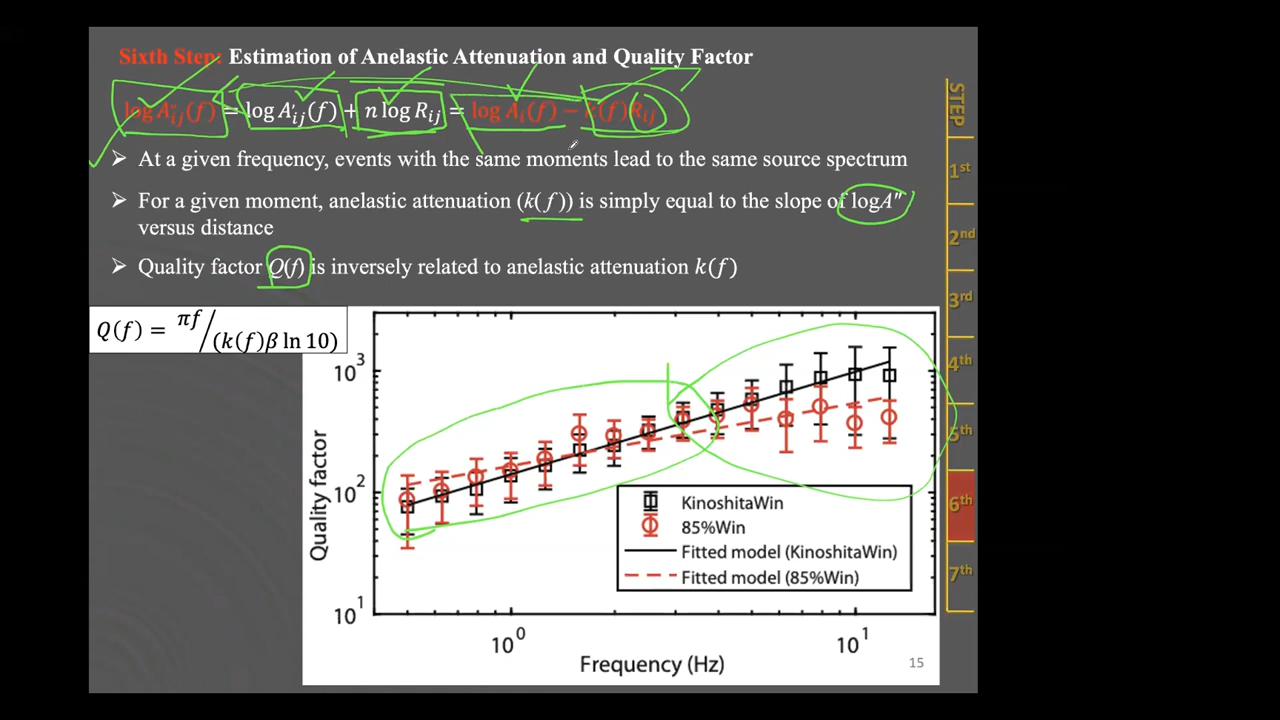 Sixth Step: Estimation of Anelastic Attenuation and Quality Factor
log A″ᵢⱼ(f) = log A′ᵢⱼ(f) + n log Rᵢⱼ = log Aᵢ(f) − k(f)Rᵢⱼ
➢ At a given frequency, events with the same moments lead to the same source spectrum
➢ For a given moment, anelastic attenuation (k(f)) is simply equal to the slope of logA″
versus distance
➢ Quality factor Q(f) is inversely related to anelastic attenuation k(f)
Q(f) = πf/(k(f)β ln 10)
Quality factor
10³
10²
10¹
KinoshitaWin
85%Win
Fitted model (KinoshitaWin)
Fitted model (85%Win)
10⁰
10¹
Frequency (Hz)
15
STEP
1st
2nd
3rd
4th
5th
6th
7th